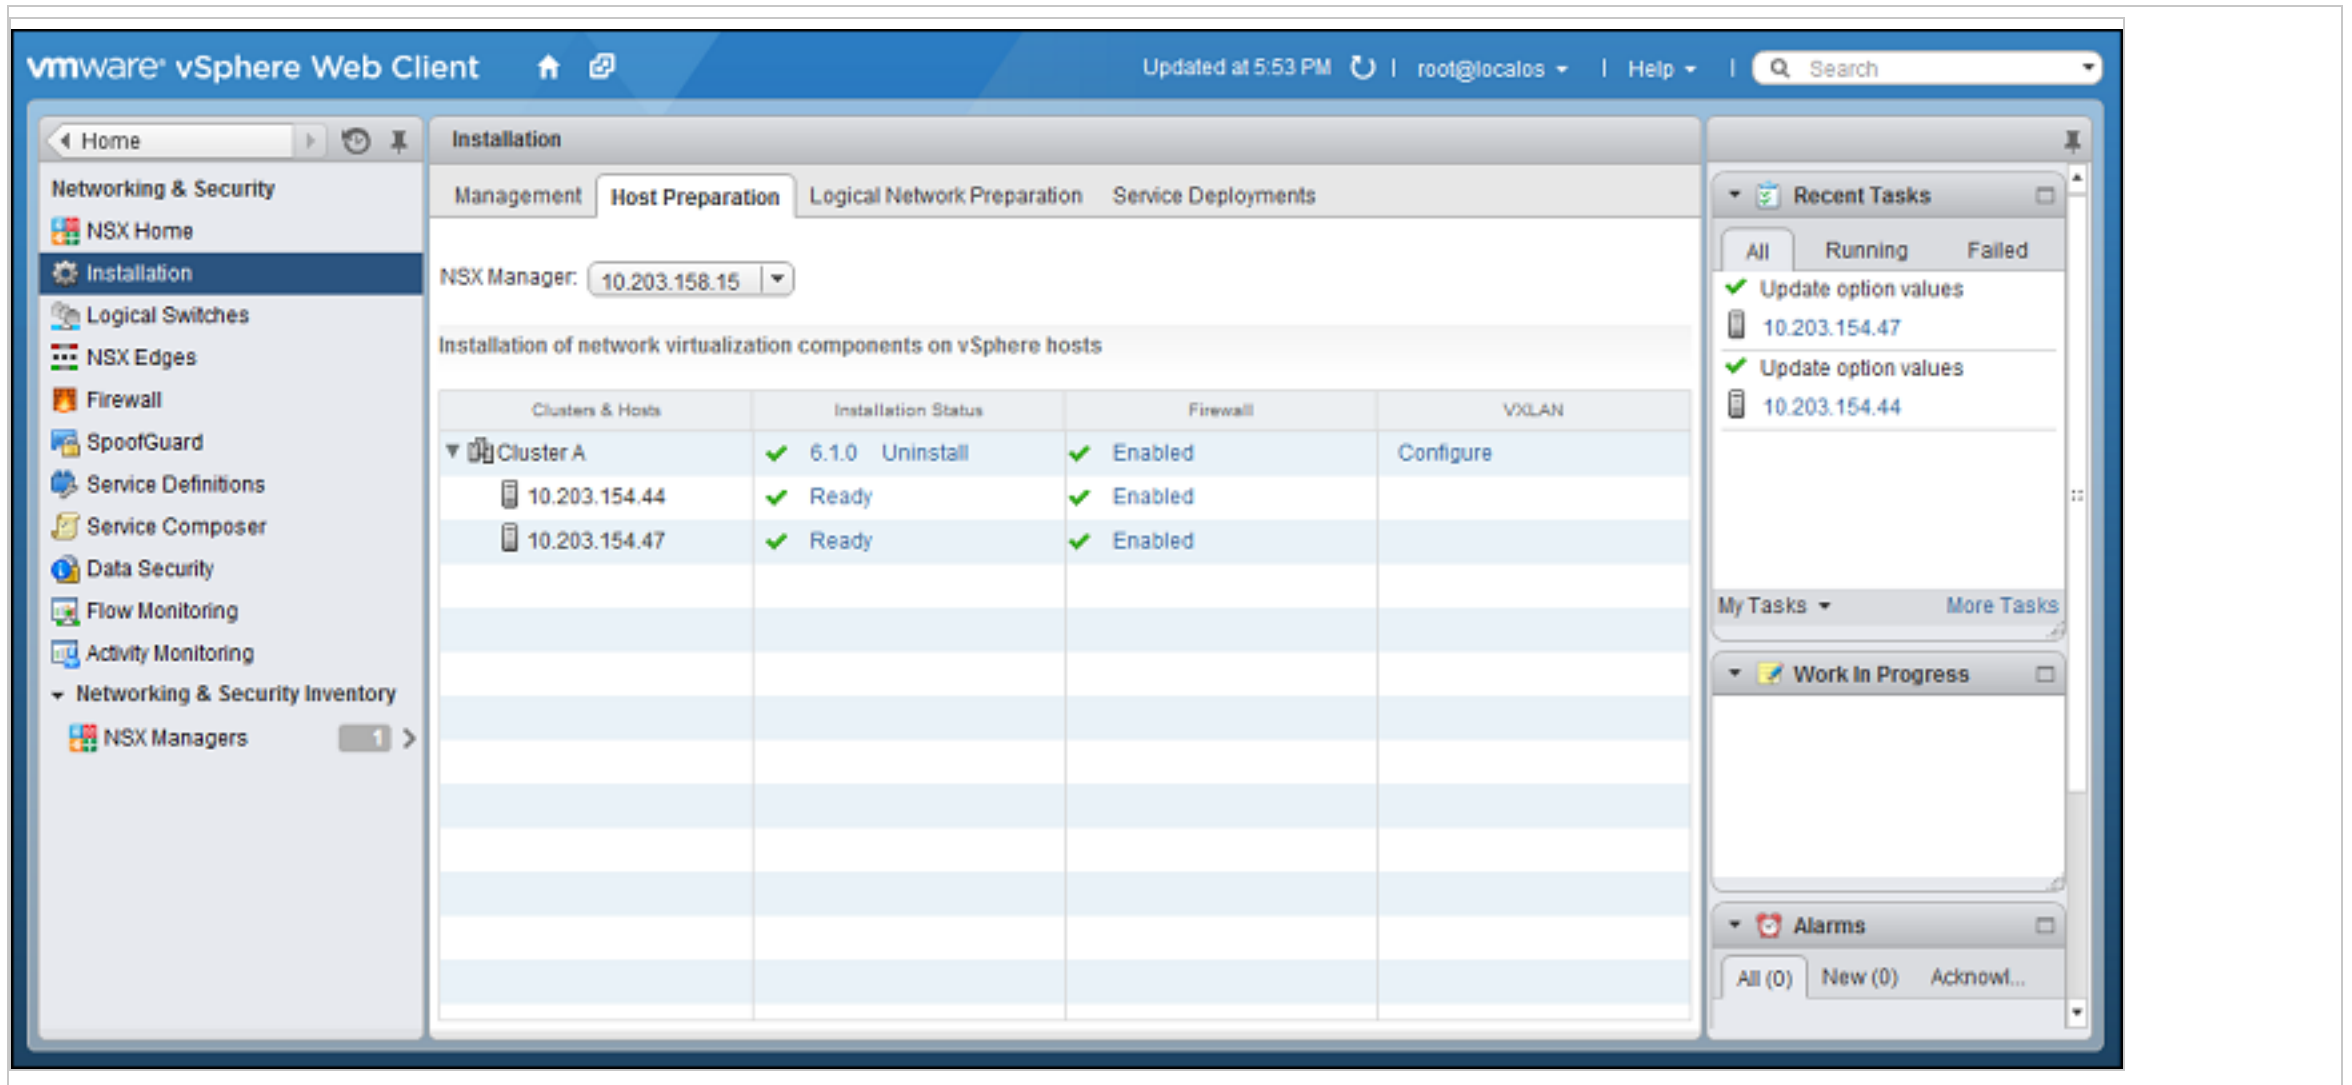 vmware® vSphere Web Client
Updated at 5:53 PM | root@localos | Help | Search
Home
Networking & Security
NSX Home
Installation
Logical Switches
NSX Edges
Firewall
SpoofGuard
Service Definitions
Service Composer
Data Security
Flow Monitoring
Activity Monitoring
Networking & Security Inventory
NSX Managers 1
Installation
Management Host Preparation Logical Network Preparation Service Deployments
NSX Manager: 10.203.158.15
Installation of network virtualization components on vSphere hosts
Clusters & Hosts Installation Status Firewall VXLAN
Cluster A 6.1.0 Uninstall Enabled Configure
10.203.154.44 Ready Enabled
10.203.154.47 Ready Enabled
Recent Tasks
All Running Failed
Update option values
10.203.154.47
Update option values
10.203.154.44
My Tasks More Tasks
Work In Progress
Alarms
All (0) New (0) Acknowl...